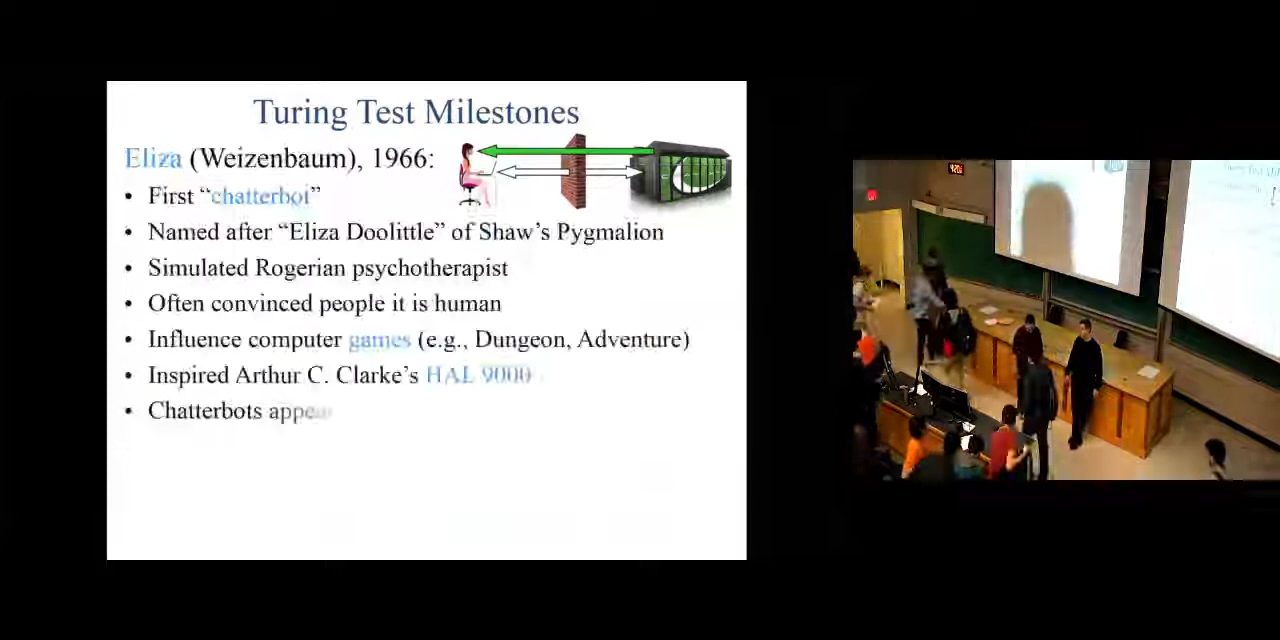 Turing Test Milestones
Eliza (Weizenbaum), 1966:
• First “chatterbot”
• Named after “Eliza Doolittle” of Shaw’s Pygmalion
• Simulated Rogerian psychotherapist
• Often convinced people it is human
• Influence computer games (e.g., Dungeon, Adventure)
• Inspired Arthur C. Clarke’s HAL 9000
• Chatterbots appear